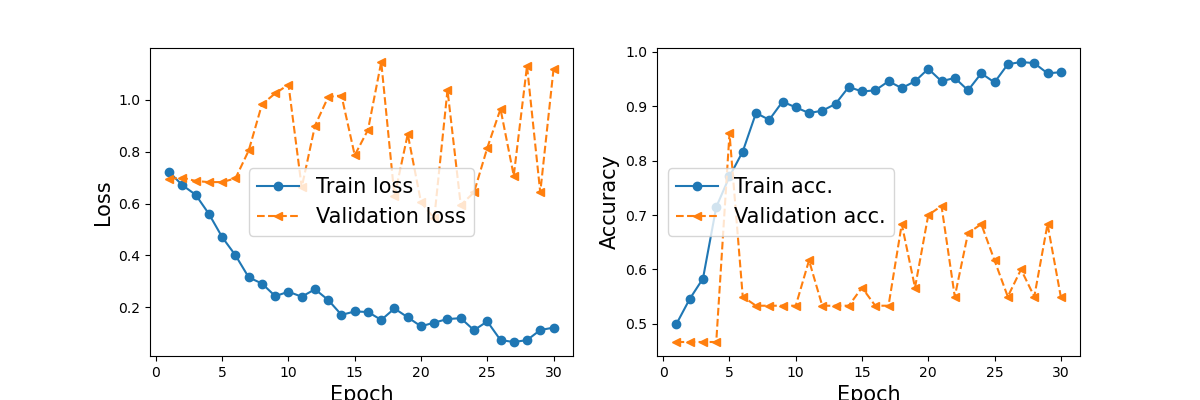 1.0
0.8
0.6
0.4
0.2
Loss
Train loss
Validation loss
0 5 10 15 20 25 30
Epoch
1.0
0.9
0.8
0.7
0.6
0.5
Accuracy
Train acc.
Validation acc.
0 5 10 15 20 25 30
Epoch